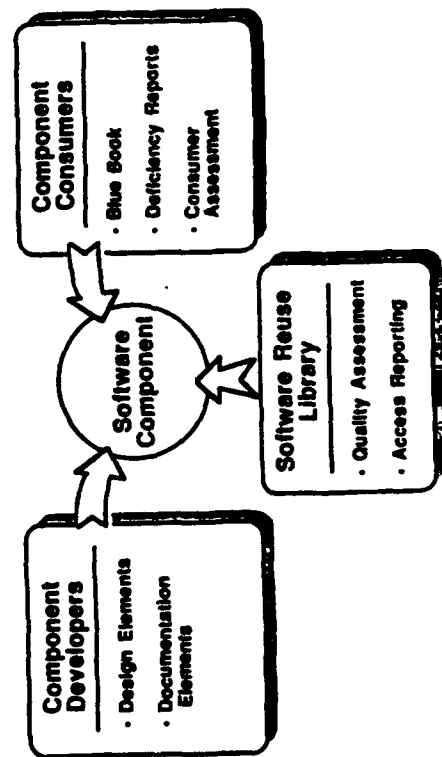 Component
Developers
• Design Elements
• Documentation
Elements
Software
Component
Component
Consumers
• Blue Book
• Deficiency Reports
• Consumer
Assessment
Software Reuse
Library
• Quality Assessment
• Access Reporting